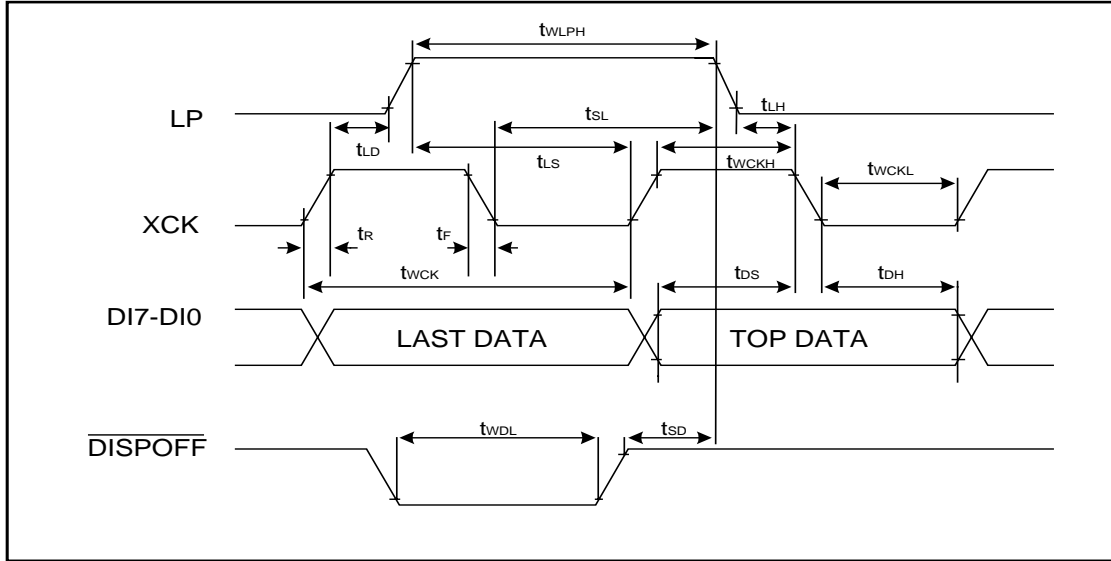 tWLPH
LP
tLD
tSL
tLH
tLS
tWCKH
tWCKL
XCK
tR
tF
tWCK
tDS
tDH
DI7-DI0
LAST DATA
TOP DATA
tWDL
tSD
DISPOFF